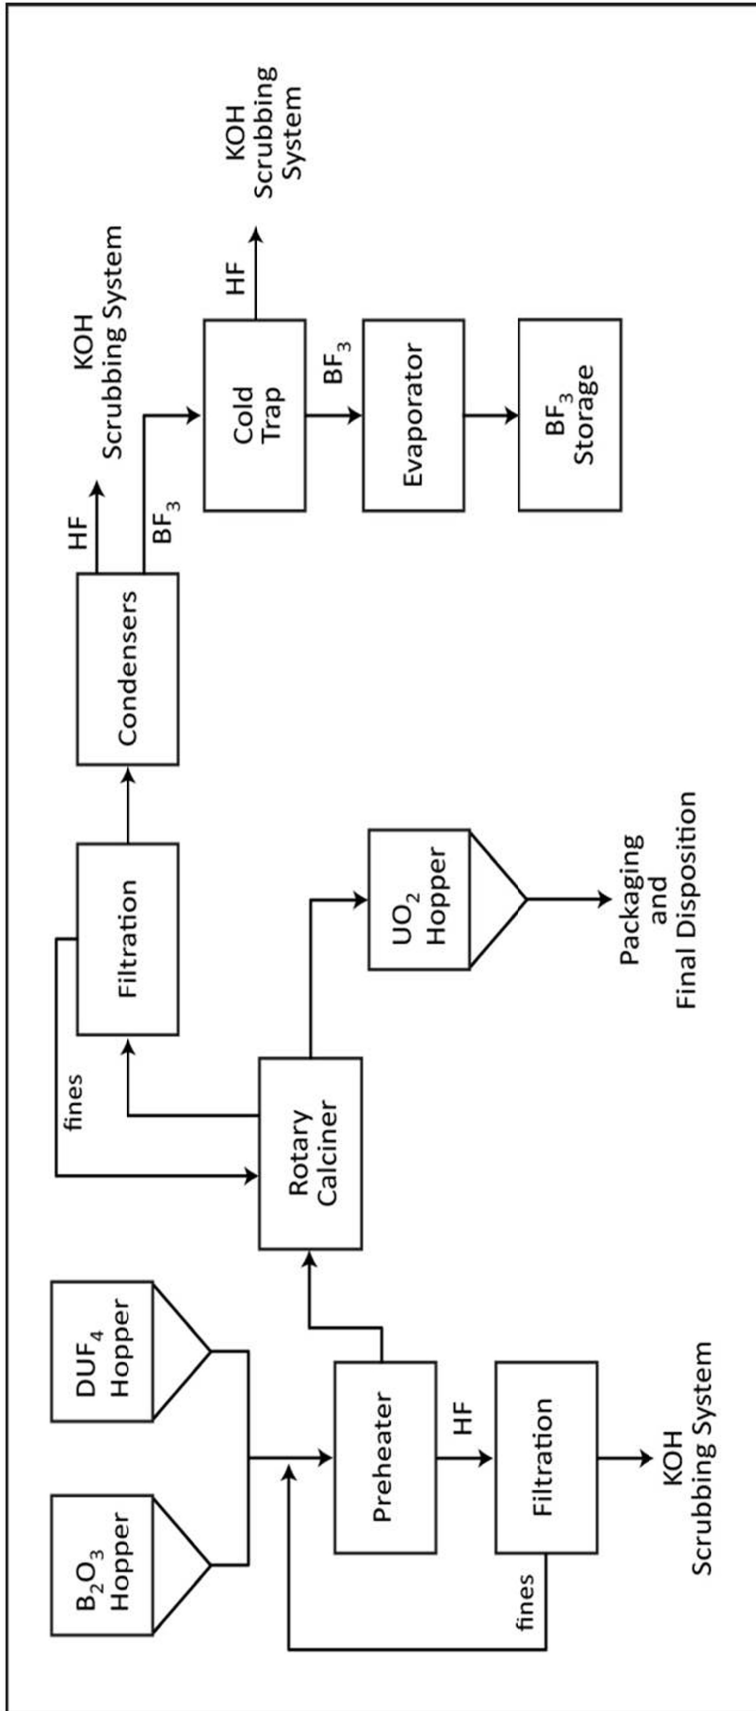 B₂O₃
Hopper
DUF₄
Hopper
Preheater
HF
Filtration
fines
KOH
Scrubbing System
Rotary
Calciner
fines
Filtration
UO₂
Hopper
Packaging
and
Final Disposition
Condensers
HF
KOH
Scrubbing System
BF₃
Cold
Trap
HF
KOH
Scrubbing
System
BF₃
Evaporator
BF₃
Storage